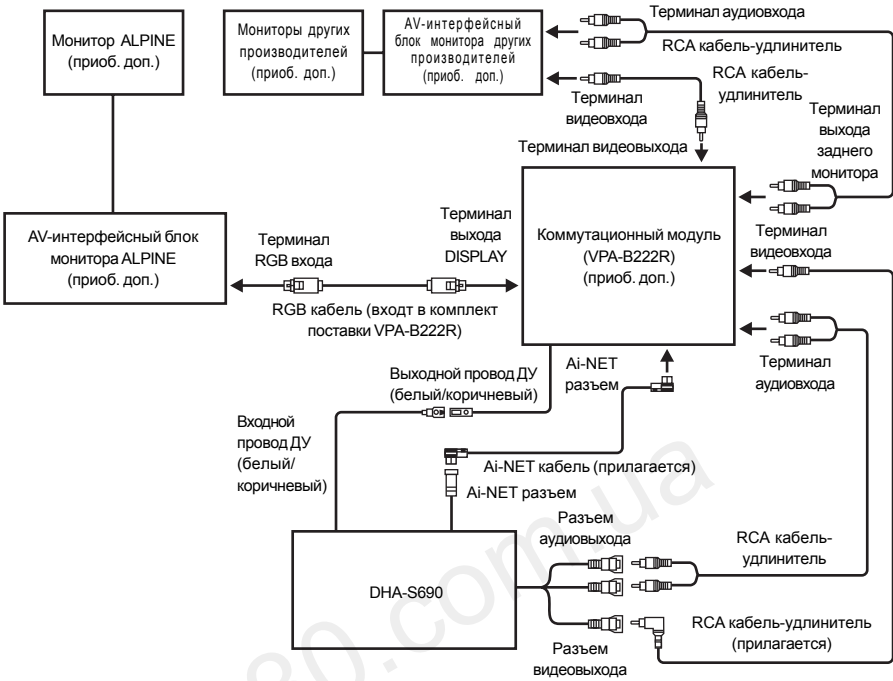 Монитор ALPINE
(приоб. доп.)
Мониторы других
производителей
(приоб. доп.)
AV-интерфейсный
блок монитора других
производителей
(приоб. доп.)
Терминал аудиовхода
RCA кабель-удлинитель
RCA кабель-
удлинитель
Терминал
видеовхода
Терминал видеовыхода
Терминал
выхода
заднего
монитора
AV-интерфейсный блок
монитора ALPINE
(приоб. доп.)
Терминал
RGB входа
Терминал
выхода
DISPLAY
RGB кабель (входт в комплект
поставки VPA-B222R)
Коммутационный модуль
(VPA-B222R)
(приоб. доп.)
Терминал
видеовхода
Терминал
аудиовхода
Выходной провод ДУ
(белый/коричневый)
Ai-NET
разъем
Входной
провод ДУ
(белый/
коричневый)
Ai-NET кабель (прилагается)
Ai-NET разъем
DHA-S690
Разъем
аудиовыхода
RCA кабель-
удлинитель
RCA кабель-удлинитель
(прилагается)
Разъем
видеовыхода
80.com.ua